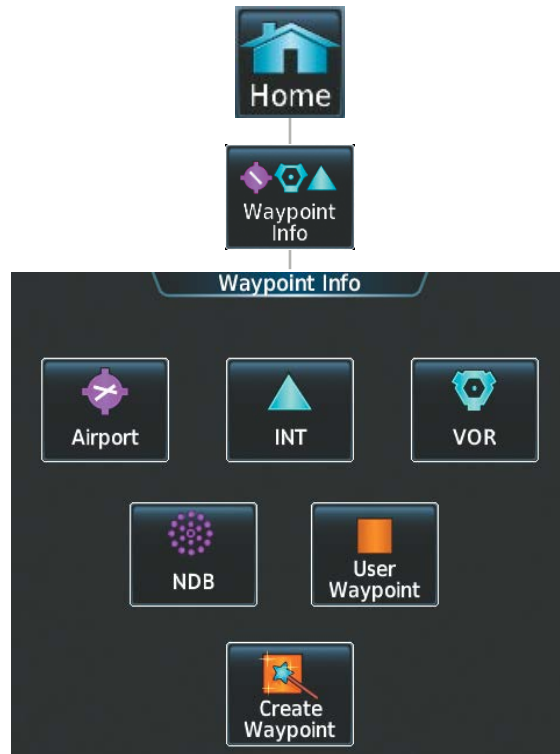 Home
Waypoint
Info
Waypoint Info
Airport
INT
VOR
NDB
User
Waypoint
Create
Waypoint